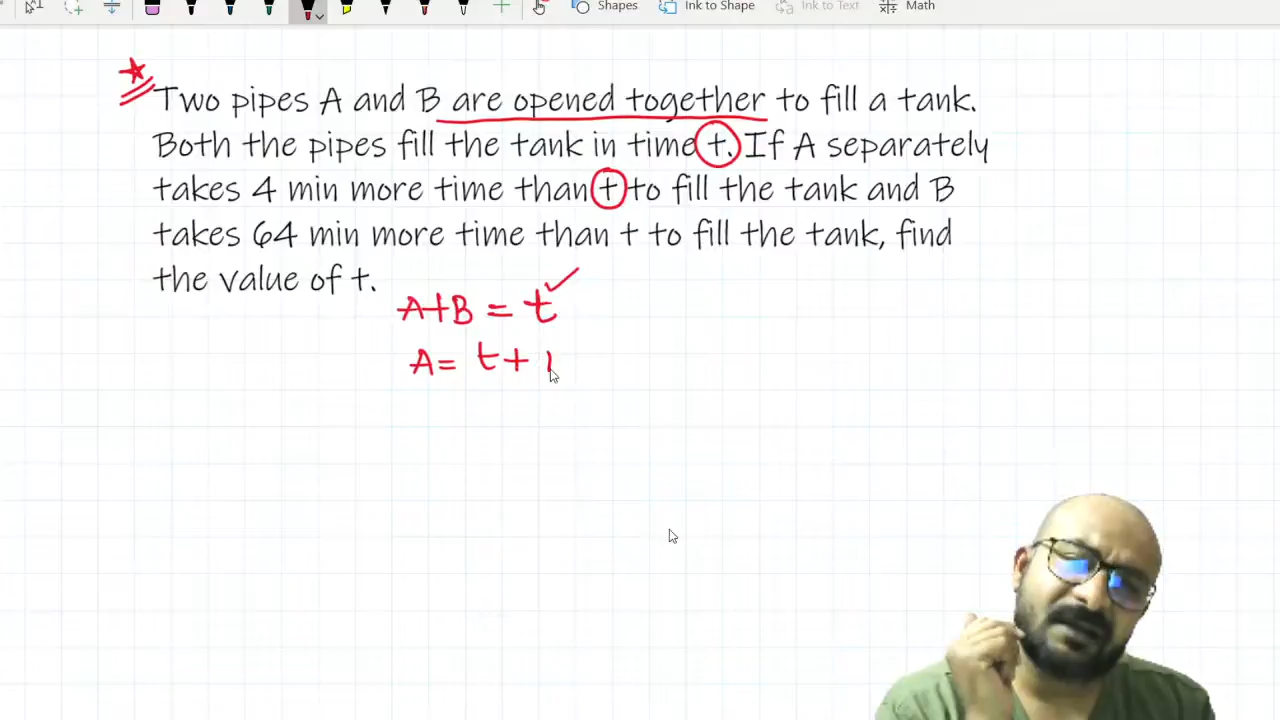 Shapes Ink to Shape Ink to Text Math
Two pipes A and B are opened together to fill a tank.
Both the pipes fill the tank in time t. If A separately
takes 4 min more time than t to fill the tank and B
takes 64 min more time than t to fill the tank, find
the value of t.
A+B = t
A = t +